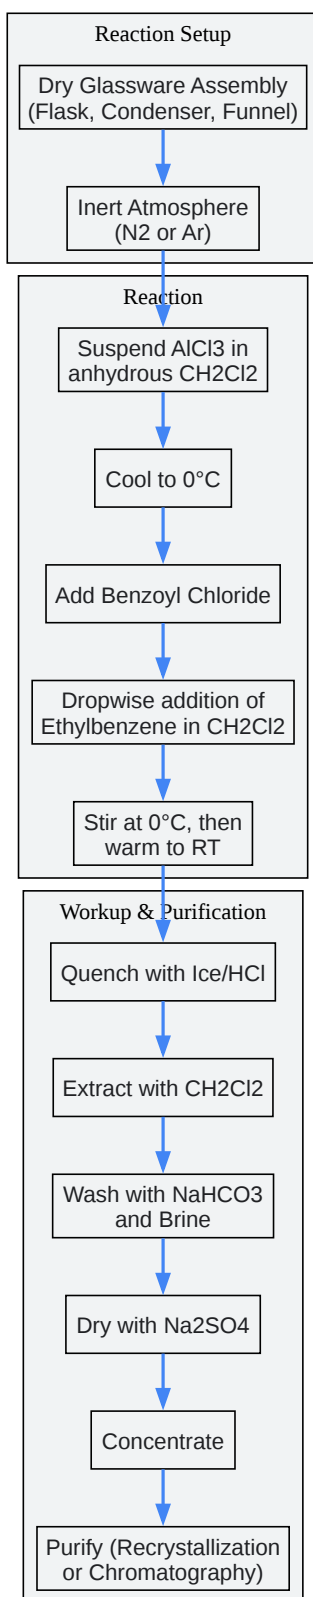 Reaction Setup
Dry Glassware Assembly
(Flask, Condenser, Funnel)
Inert Atmosphere
(N2 or Ar)
Reaction
Suspend AlCl3 in
anhydrous CH2Cl2
Cool to 0°C
Add Benzoyl Chloride
Dropwise addition of
Ethylbenzene in CH2Cl2
Stir at 0°C, then
warm to RT
Workup & Purification
Quench with Ice/HCl
Extract with CH2Cl2
Wash with NaHCO3
and Brine
Dry with Na2SO4
Concentrate
Purify (Recrystallization
or Chromatography)